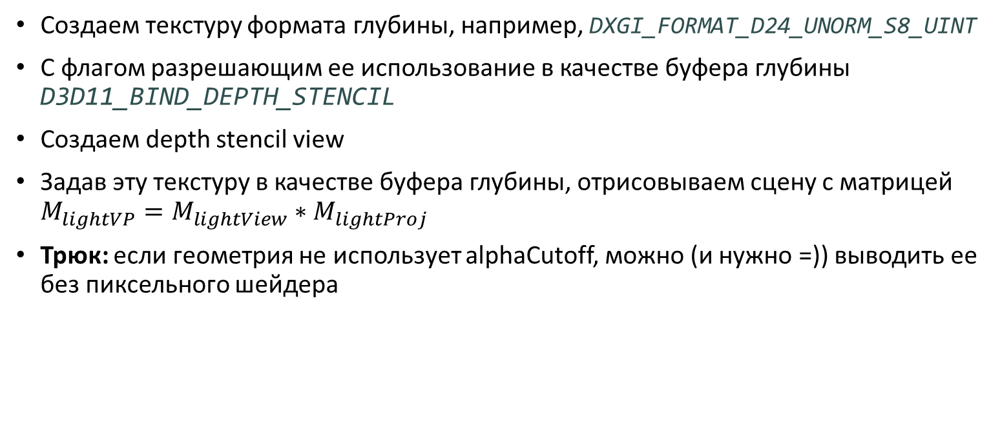 • Создаем текстуру формата глубины, например, DXGI_FORMAT_D24_UNORM_S8_UINT
• С флагом разрешающим ее использование в качестве буфера глубины
D3D11_BIND_DEPTH_STENCIL
• Создаем depth stencil view
• Задав эту текстуру в качестве буфера глубины, отрисовываем сцену с матрицей
M_{lightVP} = M_{lightView} * M_{lightProj}
• Трюк: если геометрия не использует alphaCutoff, можно (и нужно =)) выводить ее
без пиксельного шейдера